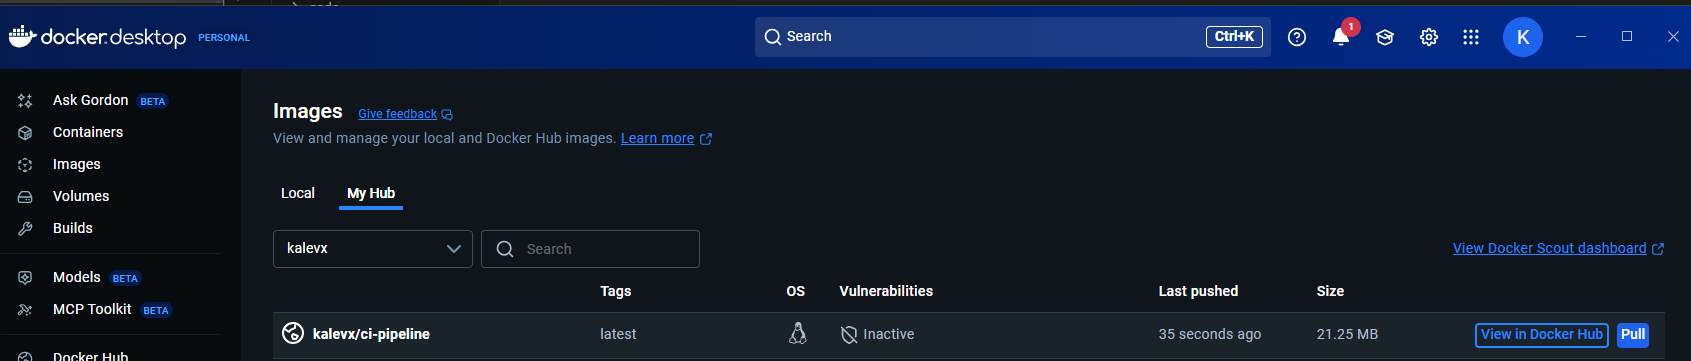 docker.desktop PERSONAL
Search Ctrl+K 1 K
Ask Gordon BETA
Containers
Images
Volumes
Builds
Models BETA
MCP Toolkit BETA
Docker Hub
Images Give feedback
View and manage your local and Docker Hub images. Learn more
Local My Hub
kalevx Search View Docker Scout dashboard
Tags OS Vulnerabilities Last pushed Size
kalevx/ci-pipeline latest Inactive 35 seconds ago 21.25 MB View in Docker Hub Pull